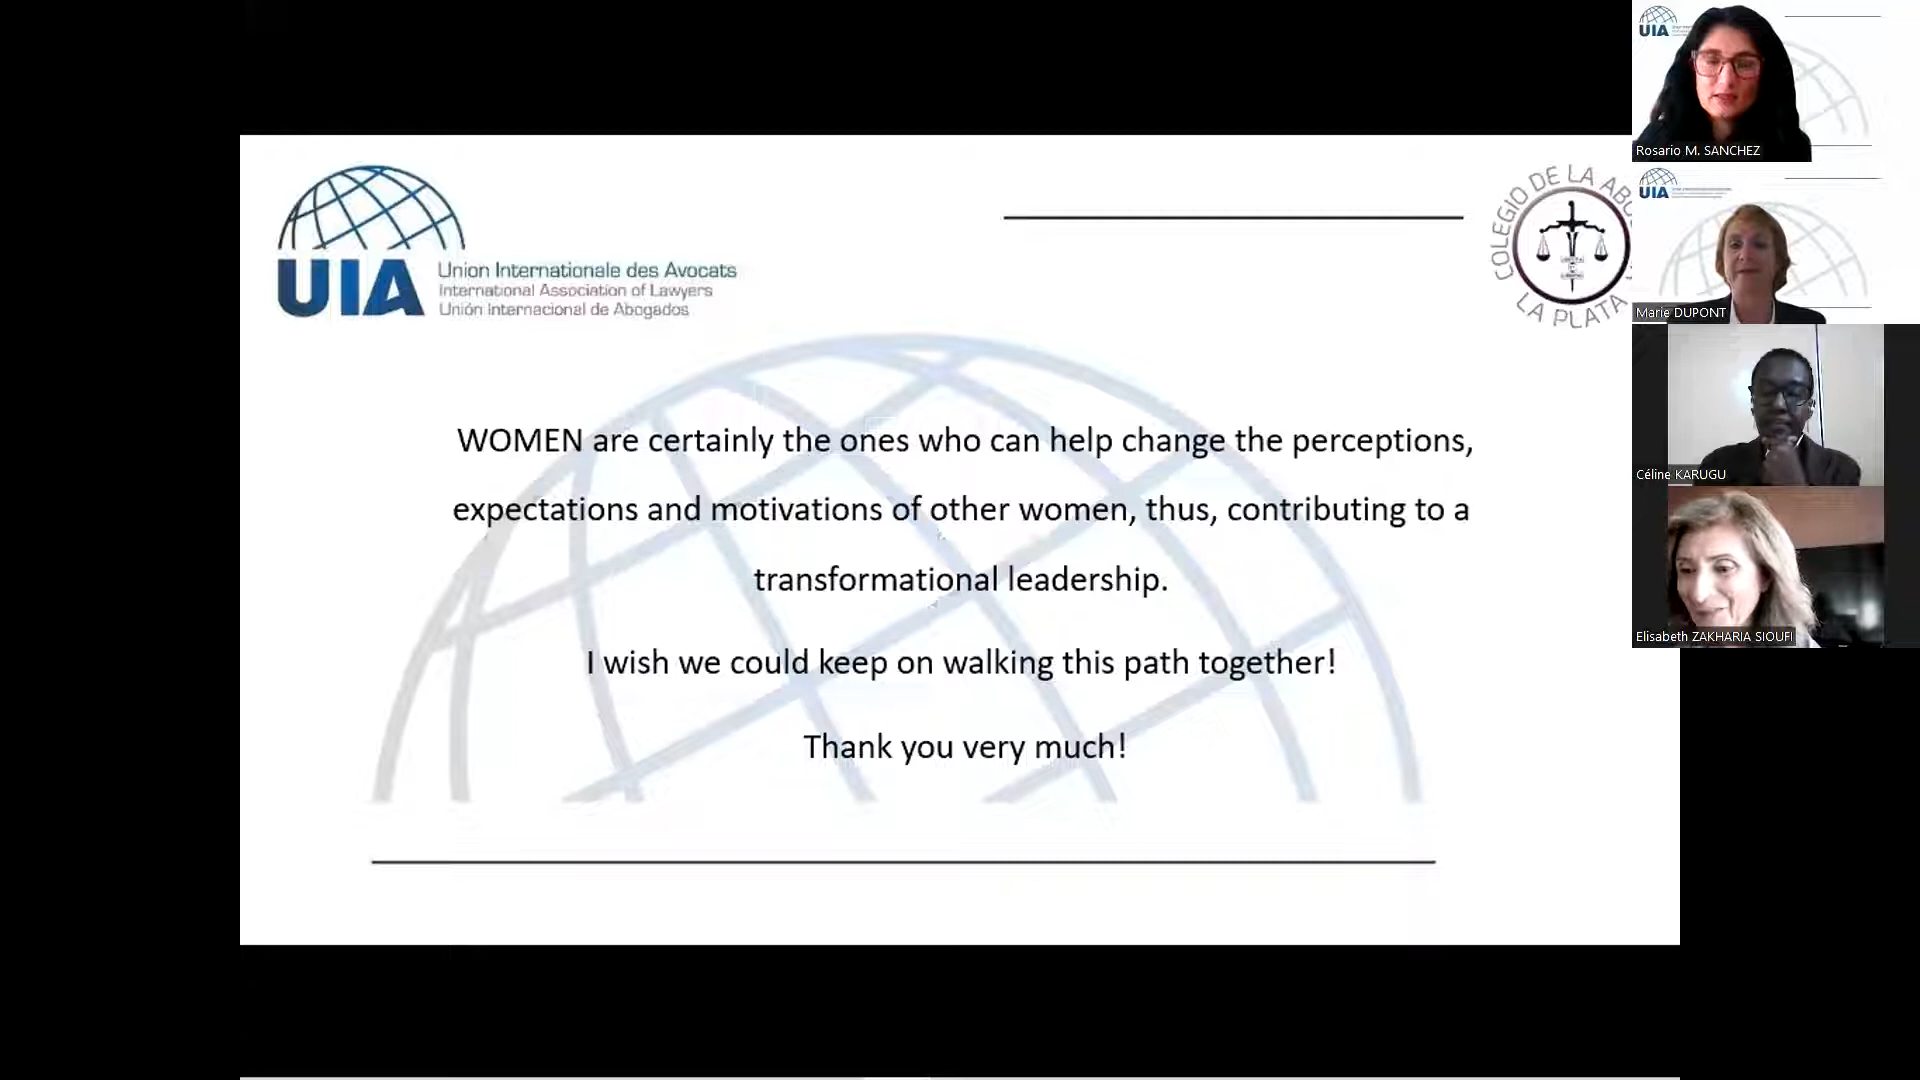 UIA
Union Internationale des Avocats
International Association of Lawyers
Unión Internacional de Abogados
COLEGIO DE LA
LA PLATA
WOMEN are certainly the ones who can help change the perceptions,
expectations and motivations of other women, thus, contributing to a
transformational leadership.
I wish we could keep on walking this path together!
Thank you very much!
UIA
Rosario M. SANCHEZ
UIA
Marie DUPONT
Céline KARUGU
Elisabeth ZAKHARIA SIOUFI